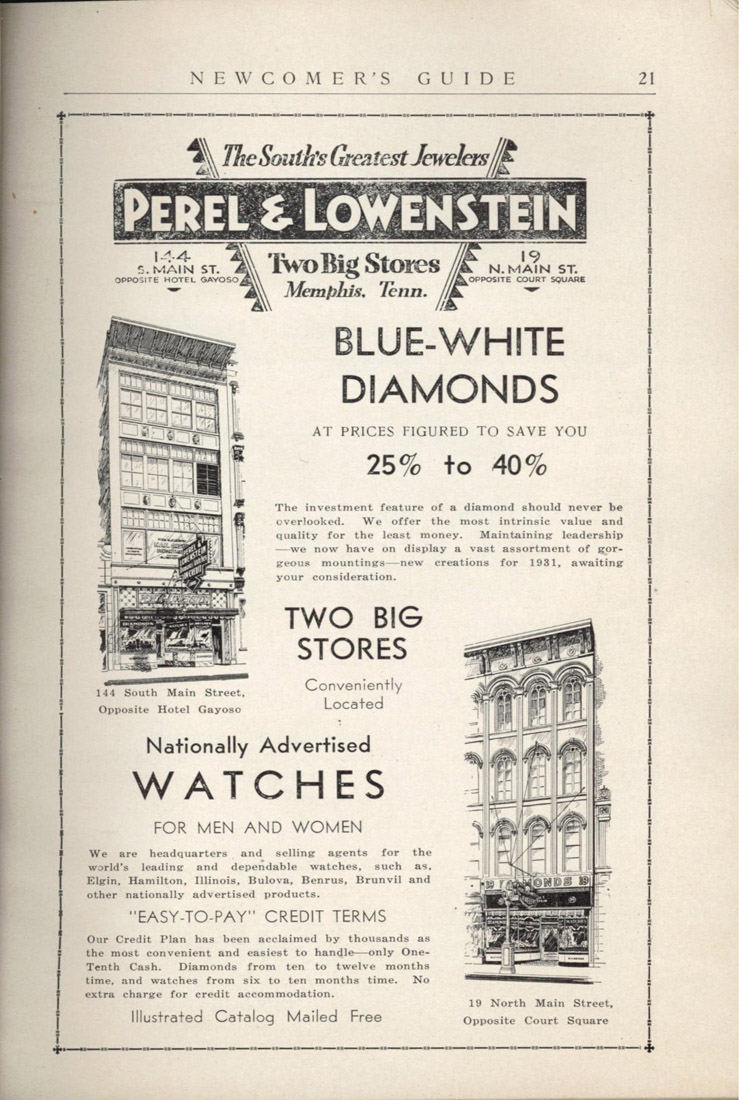 NEWCOMER'S GUIDE 21
The South's Greatest Jewelers
PEREL & LOWENSTEIN
144
S. MAIN ST.
OPPOSITE HOTEL GAYOSO
Two Big Stores
Memphis, Tenn.
19
N. MAIN ST.
OPPOSITE COURT SQUARE
BLUE-WHITE
DIAMONDS
AT PRICES FIGURED TO SAVE YOU
25% to 40%
The investment feature of a diamond should never be
overlooked. We offer the most intrinsic value and
quality for the least money. Maintaining leadership
—we now have on display a vast assortment of gor-
geous mountings—new creations for 1931, awaiting
your consideration.
TWO BIG
STORES
Conveniently
Located
144 South Main Street,
Opposite Hotel Gayoso
Nationally Advertised
WATCHES
FOR MEN AND WOMEN
We are headquarters and selling agents for the
world's leading and dependable watches, such as,
Elgin, Hamilton, Illinois, Bulova, Benrus, Brunvil and
other nationally advertised products.
"EASY-TO-PAY" CREDIT TERMS
Our Credit Plan has been acclaimed by thousands as
the most convenient and easiest to handle—only One-
Tenth Cash. Diamonds from ten to twelve months
time, and watches from six to ten months time. No
extra charge for credit accommodation.
Illustrated Catalog Mailed Free
19 DIAMONDS 19
19 North Main Street,
Opposite Court Square